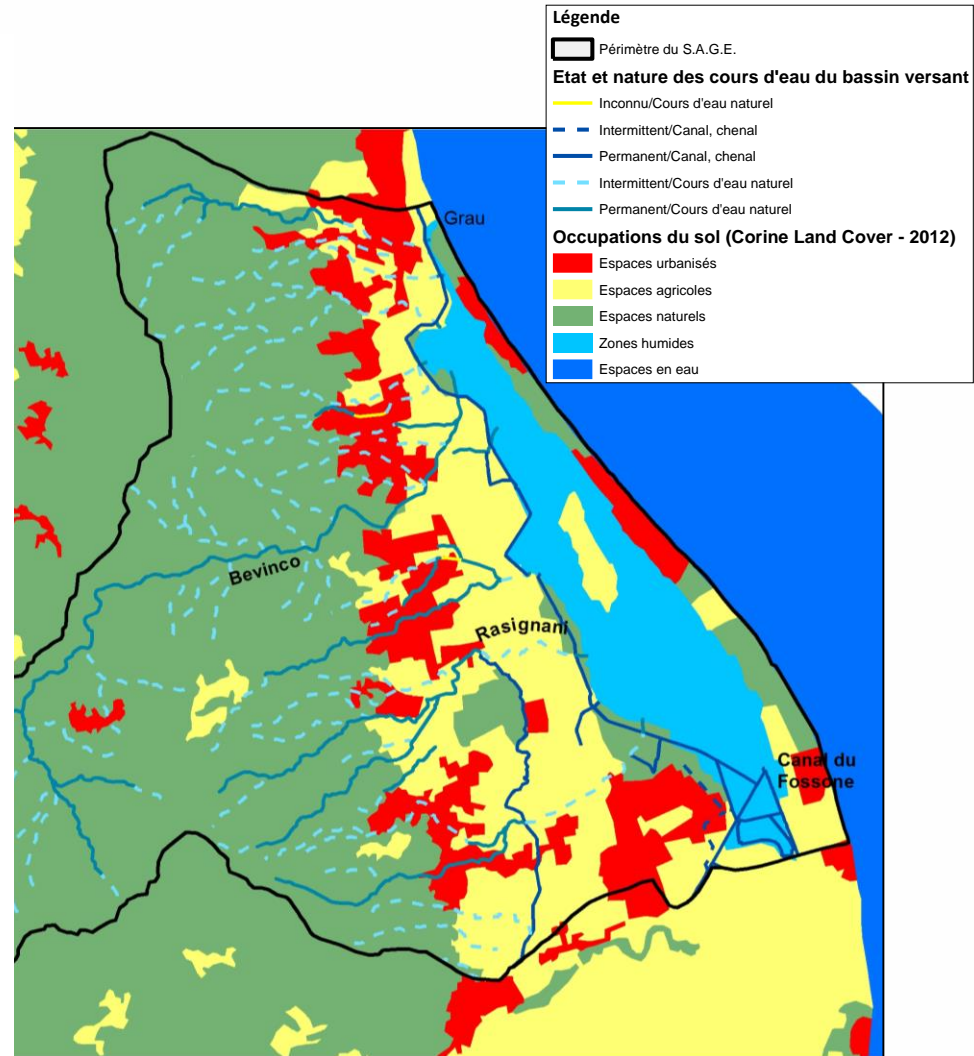 Légende
Périmètre du S.A.G.E.
Etat et nature des cours d'eau du bassin versant
Inconnu/Cours d'eau naturel
Intermittent/Canal, chenal
Permanent/Canal, chenal
Intermittent/Cours d'eau naturel
Permanent/Cours d'eau naturel
Occupations du sol (Corine Land Cover - 2012)
Espaces urbanisés
Espaces agricoles
Espaces naturels
Zones humides
Espaces en eau
Grau
Bevinco
Rasignani
Canal du
Fossone